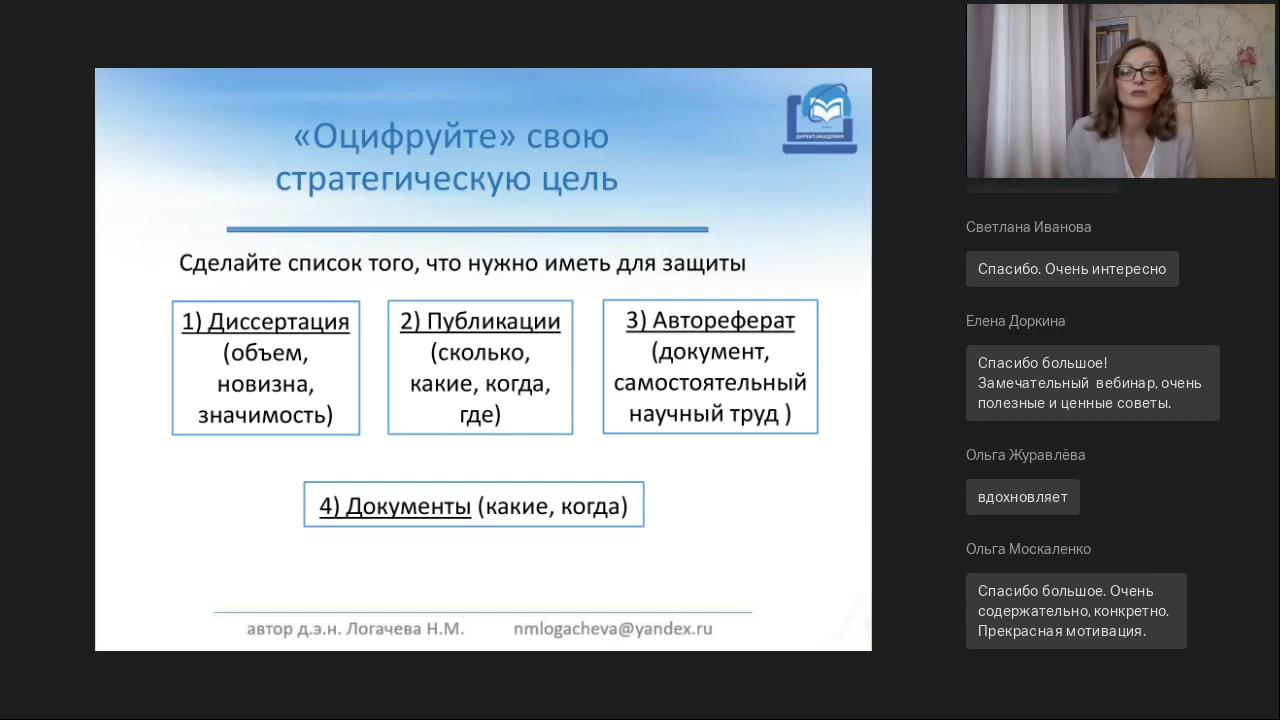 «Оцифруйте» свою
стратегическую цель
ДИРЕКТ-АКАДЕМИЯ
Сделайте список того, что нужно иметь для защиты
1) Диссертация
(объем,
новизна,
значимость)
2) Публикации
(сколько,
какие, когда,
где)
3) Автореферат
(документ,
самостоятельный
научный труд )
4) Документы (какие, когда)
автор д.э.н. Логачева Н.М.
nmlogacheva@yandex.ru
Светлана Иванова
Спасибо. Очень интересно
Елена Доркина
Спасибо большое!
Замечательный  вебинар, очень
полезные и ценные советы.
Ольга Журавлёва
вдохновляет
Ольга Москаленко
Спасибо большое. Очень
содержательно, конкретно.
Прекрасная мотивация.